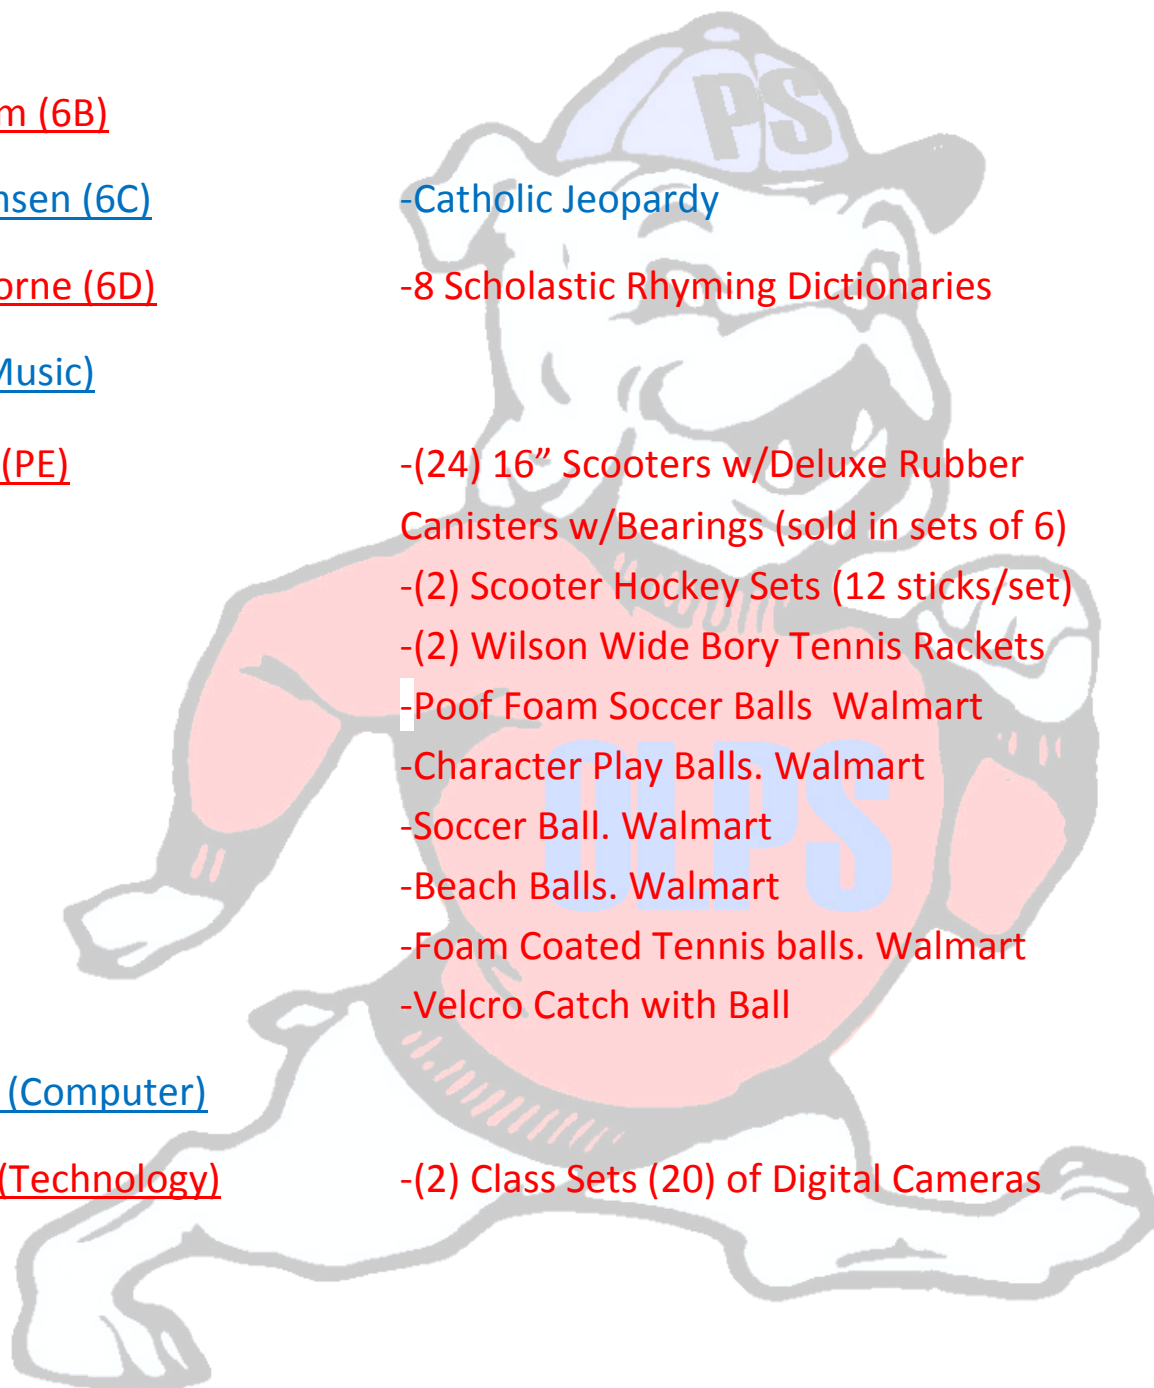 PS
m (6B)
nsen (6C) -Catholic Jeopardy
orne (6D) -8 Scholastic Rhyming Dictionaries
Music)
(PE) -(24) 16” Scooters w/Deluxe Rubber
Canisters w/Bearings (sold in sets of 6)
-(2) Scooter Hockey Sets (12 sticks/set)
-(2) Wilson Wide Bory Tennis Rackets
-Poof Foam Soccer Balls  Walmart
-Character Play Balls. Walmart
-Soccer Ball. Walmart
OLPS
-Beach Balls. Walmart
-Foam Coated Tennis balls. Walmart
-Velcro Catch with Ball
(Computer)
(Technology) -(2) Class Sets (20) of Digital Cameras